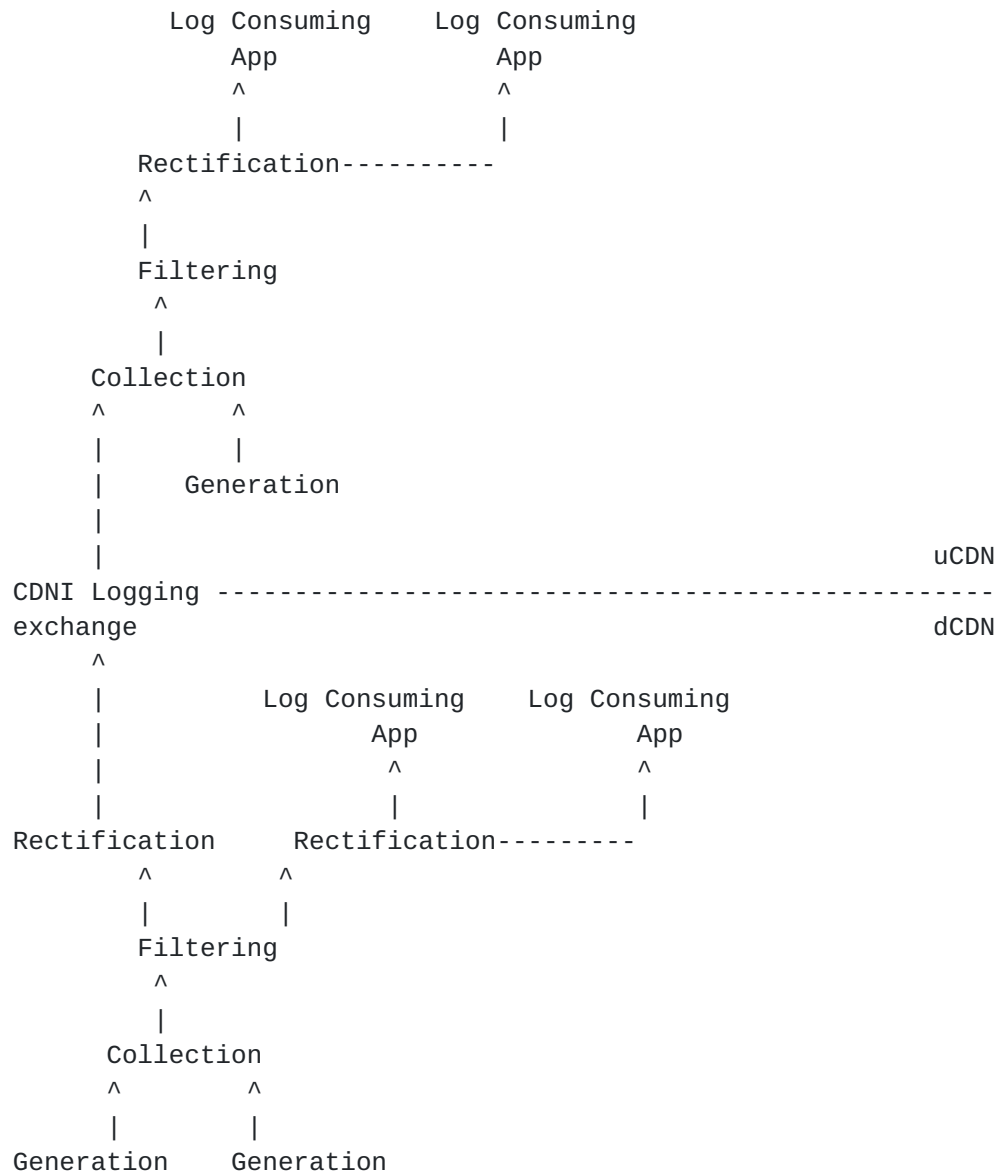 Log Consuming    Log Consuming
App                 App
^                ^
|                |
Rectification----------
^
|
Filtering
^
|
Collection
^        ^
|        |
|     Generation
|
|                                                     uCDN
CDNI Logging --------------------------------------------------
exchange                                                   dCDN
^
|          Log Consuming    Log Consuming
|                 App              App
|                  ^               ^
|                  |               |
Rectification     Rectification---------
^        ^
|        |
Filtering
^
|
Collection
^        ^
|        |
Generation    Generation